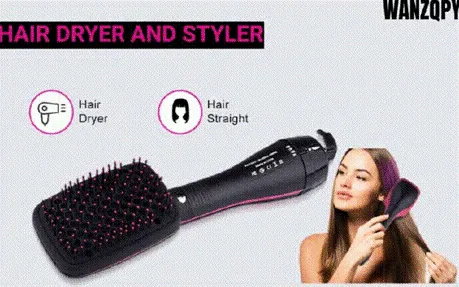 WANZQPY
HAIR DRYER AND STYLER
Hair
Dryer
Hair
Straight